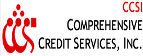 CCSI
COMPREHENSIVE
CREDIT SERVICES, INC.